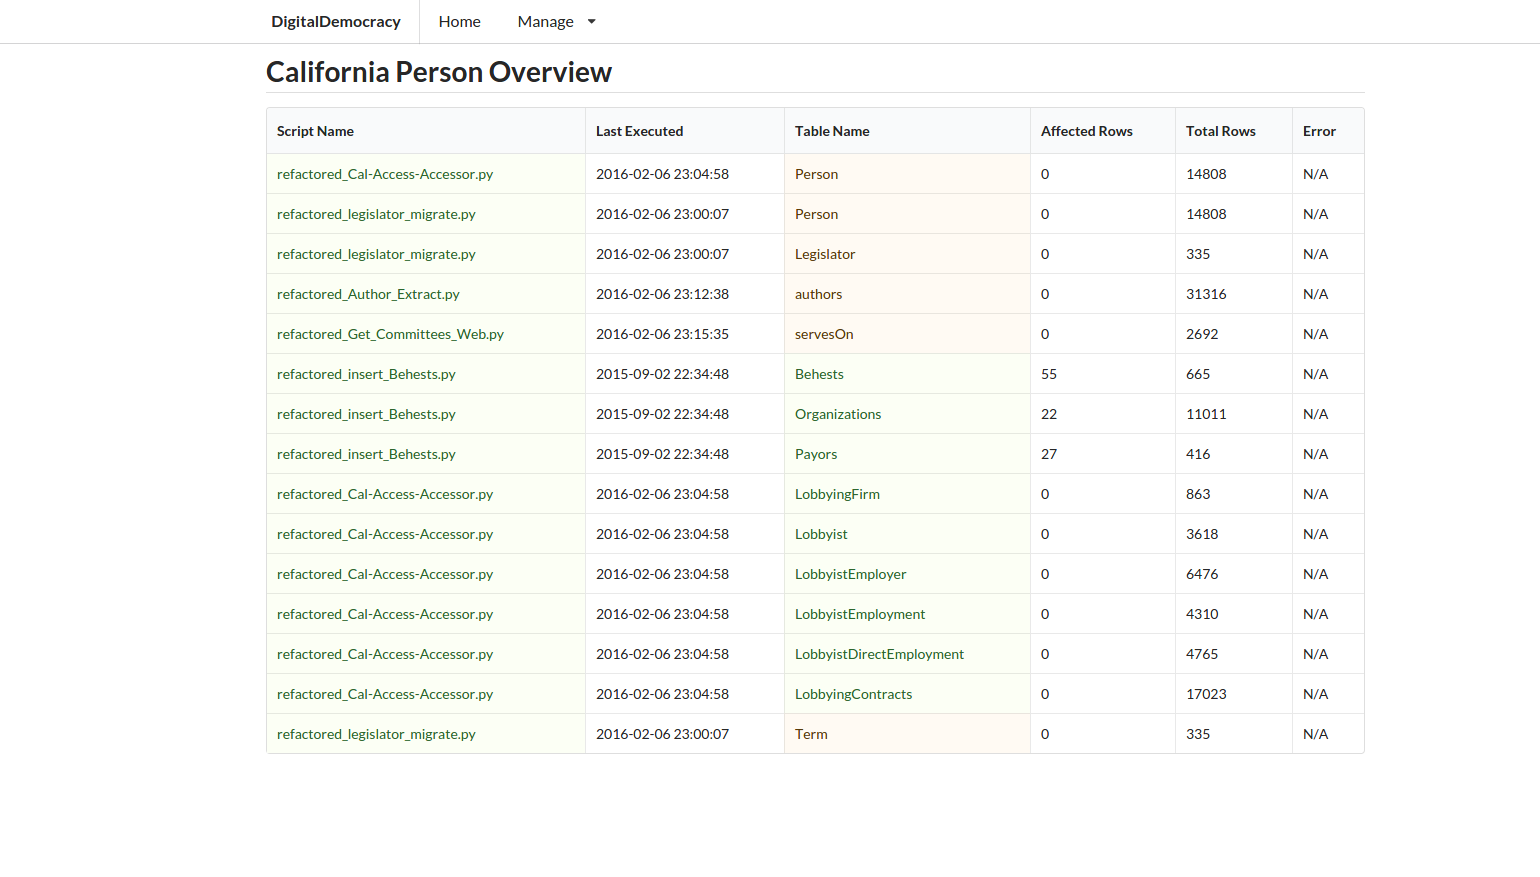 DigitalDemocracy Home Manage
California Person Overview
Script Name Last Executed Table Name Affected Rows Total Rows Error
refactored_Cal-Access-Accessor.py 2016-02-06 23:04:58 Person 0 14808 N/A
refactored_legislator_migrate.py 2016-02-06 23:00:07 Person 0 14808 N/A
refactored_legislator_migrate.py 2016-02-06 23:00:07 Legislator 0 335 N/A
refactored_Author_Extract.py 2016-02-06 23:12:38 authors 0 31316 N/A
refactored_Get_Committees_Web.py 2016-02-06 23:15:35 servesOn 0 2692 N/A
refactored_insert_Behests.py 2015-09-02 22:34:48 Behests 55 665 N/A
refactored_insert_Behests.py 2015-09-02 22:34:48 Organizations 22 11011 N/A
refactored_insert_Behests.py 2015-09-02 22:34:48 Payors 27 416 N/A
refactored_Cal-Access-Accessor.py 2016-02-06 23:04:58 LobbyingFirm 0 863 N/A
refactored_Cal-Access-Accessor.py 2016-02-06 23:04:58 Lobbyist 0 3618 N/A
refactored_Cal-Access-Accessor.py 2016-02-06 23:04:58 LobbyistEmployer 0 6476 N/A
refactored_Cal-Access-Accessor.py 2016-02-06 23:04:58 LobbyistEmployment 0 4310 N/A
refactored_Cal-Access-Accessor.py 2016-02-06 23:04:58 LobbyistDirectEmployment 0 4765 N/A
refactored_Cal-Access-Accessor.py 2016-02-06 23:04:58 LobbyingContracts 0 17023 N/A
refactored_legislator_migrate.py 2016-02-06 23:00:07 Term 0 335 N/A